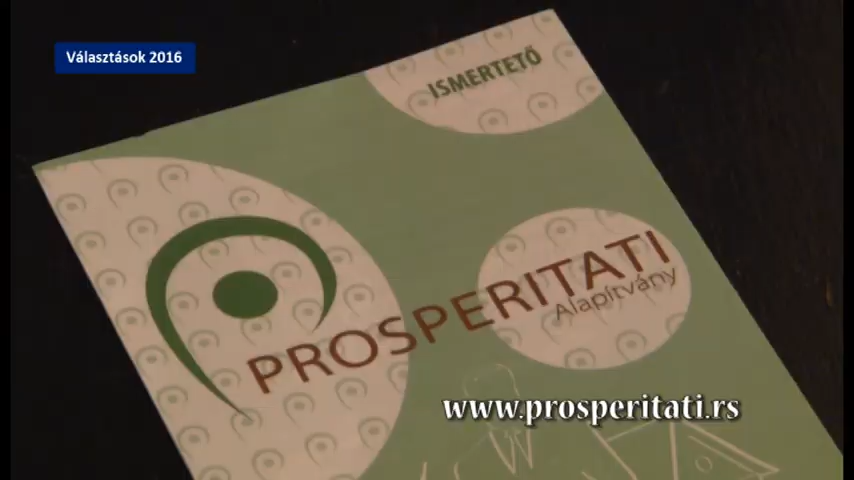 Választások 2016
ISMERTETŐ
PROSPERITATI
Alapítvány
www.prosperitati.rs